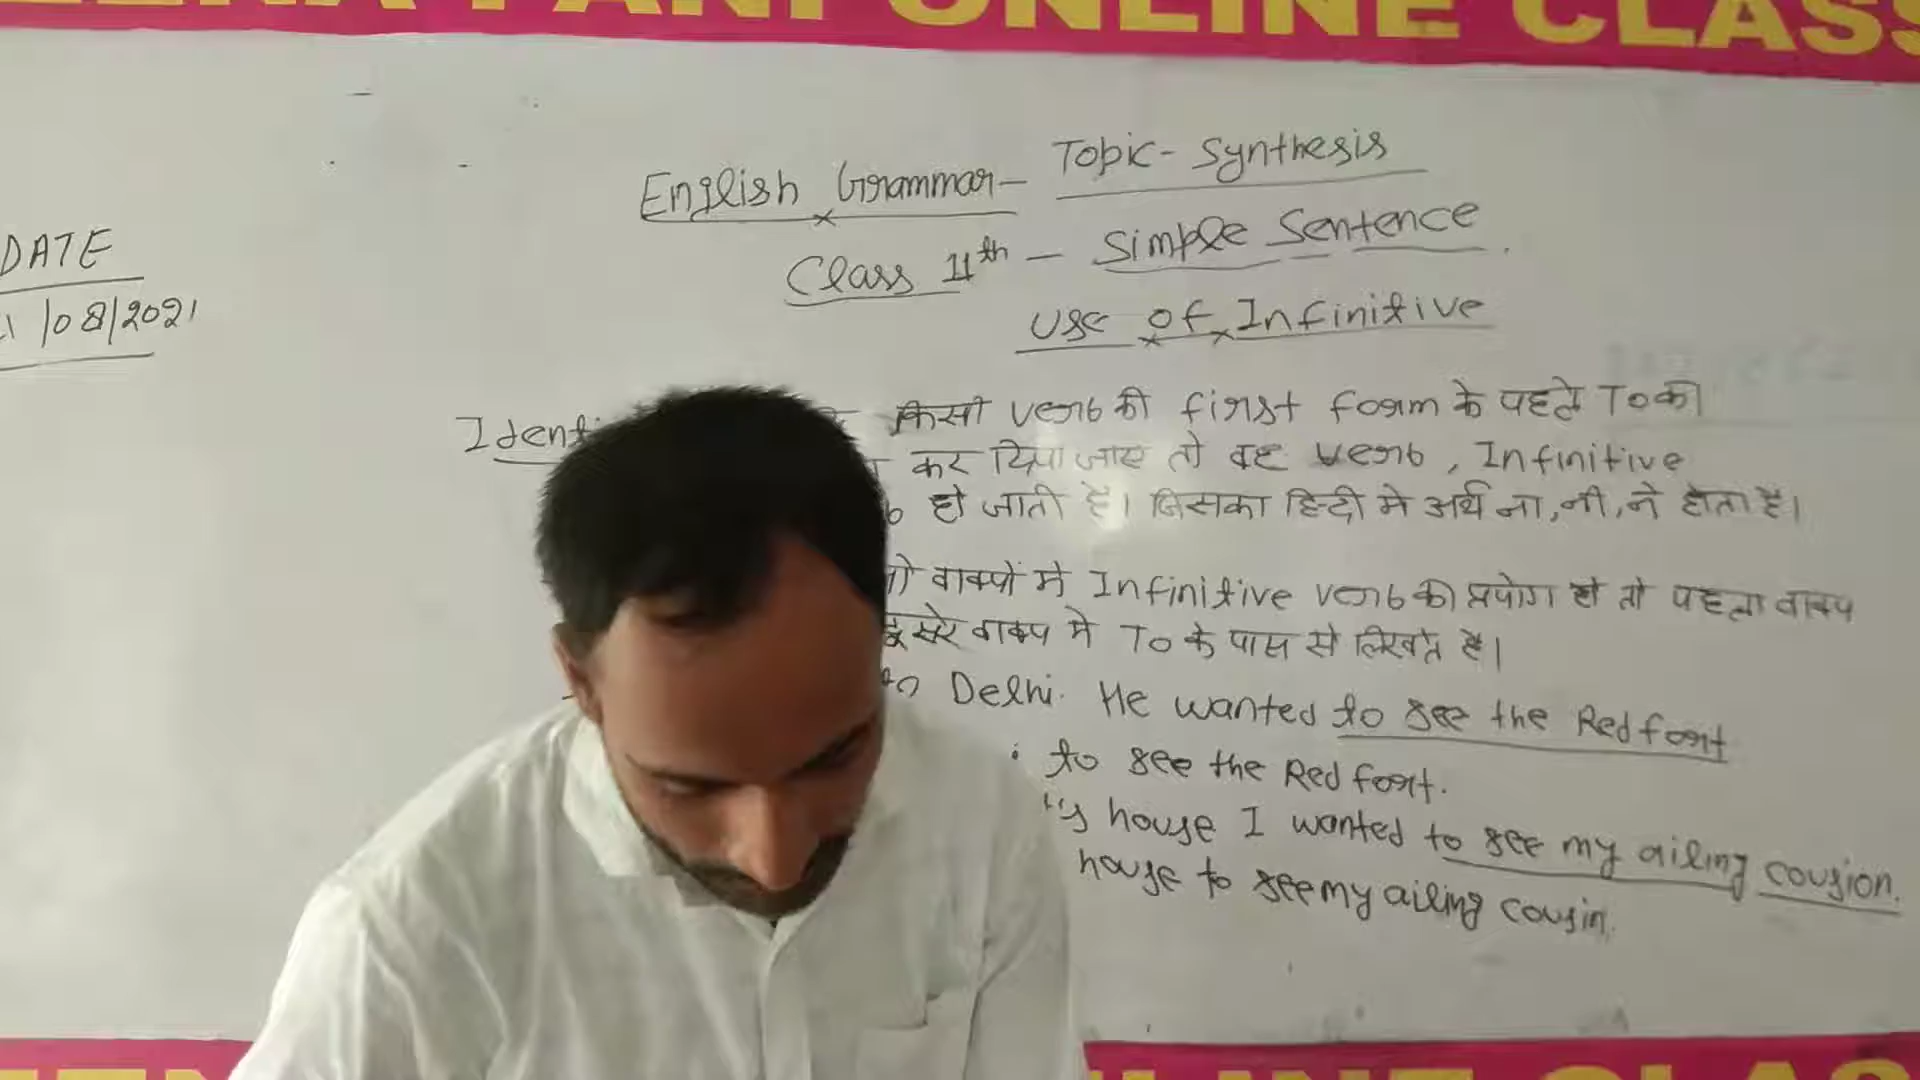 ONLINE CLASS
English Grammar- Topic- Synthesis
Class 11th - Simple Sentence
Use of Infinitive
DATE
/08/2021
किसी verb की first form के पहले To का
कर दिया जाए तो वह verb, Infinitive
हो जाती है। जिसका हिन्दी मे अर्थ ना,नी,ने होता है।
वाक्यों मे Infinitive verb का प्रयोग हो तो पहला वाक्य
दूसरे वाक्य मे To के पास से लिखते है।
Delhi. He wanted to see the Red fort
to see the Red fort.
house I wanted to see my ailing cousion.
house to see my ailing cousin.
ONLINE CLAS